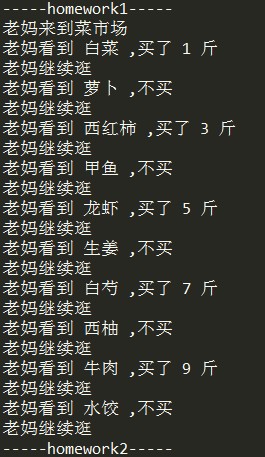 -----homework1-----
老妈来到菜市场
老妈看到 白菜 ,买了 1 斤
老妈继续逛
老妈看到 萝卜 ,不买
老妈继续逛
老妈看到 西红柿 ,买了 3 斤
老妈继续逛
老妈看到 甲鱼 ,不买
老妈继续逛
老妈看到 龙虾 ,买了 5 斤
老妈继续逛
老妈看到 生姜 ,不买
老妈继续逛
老妈看到 白芍 ,买了 7 斤
老妈继续逛
老妈看到 西柚 ,不买
老妈继续逛
老妈看到 牛肉 ,买了 9 斤
老妈继续逛
老妈看到 水饺 ,不买
老妈继续逛
-----homework2-----